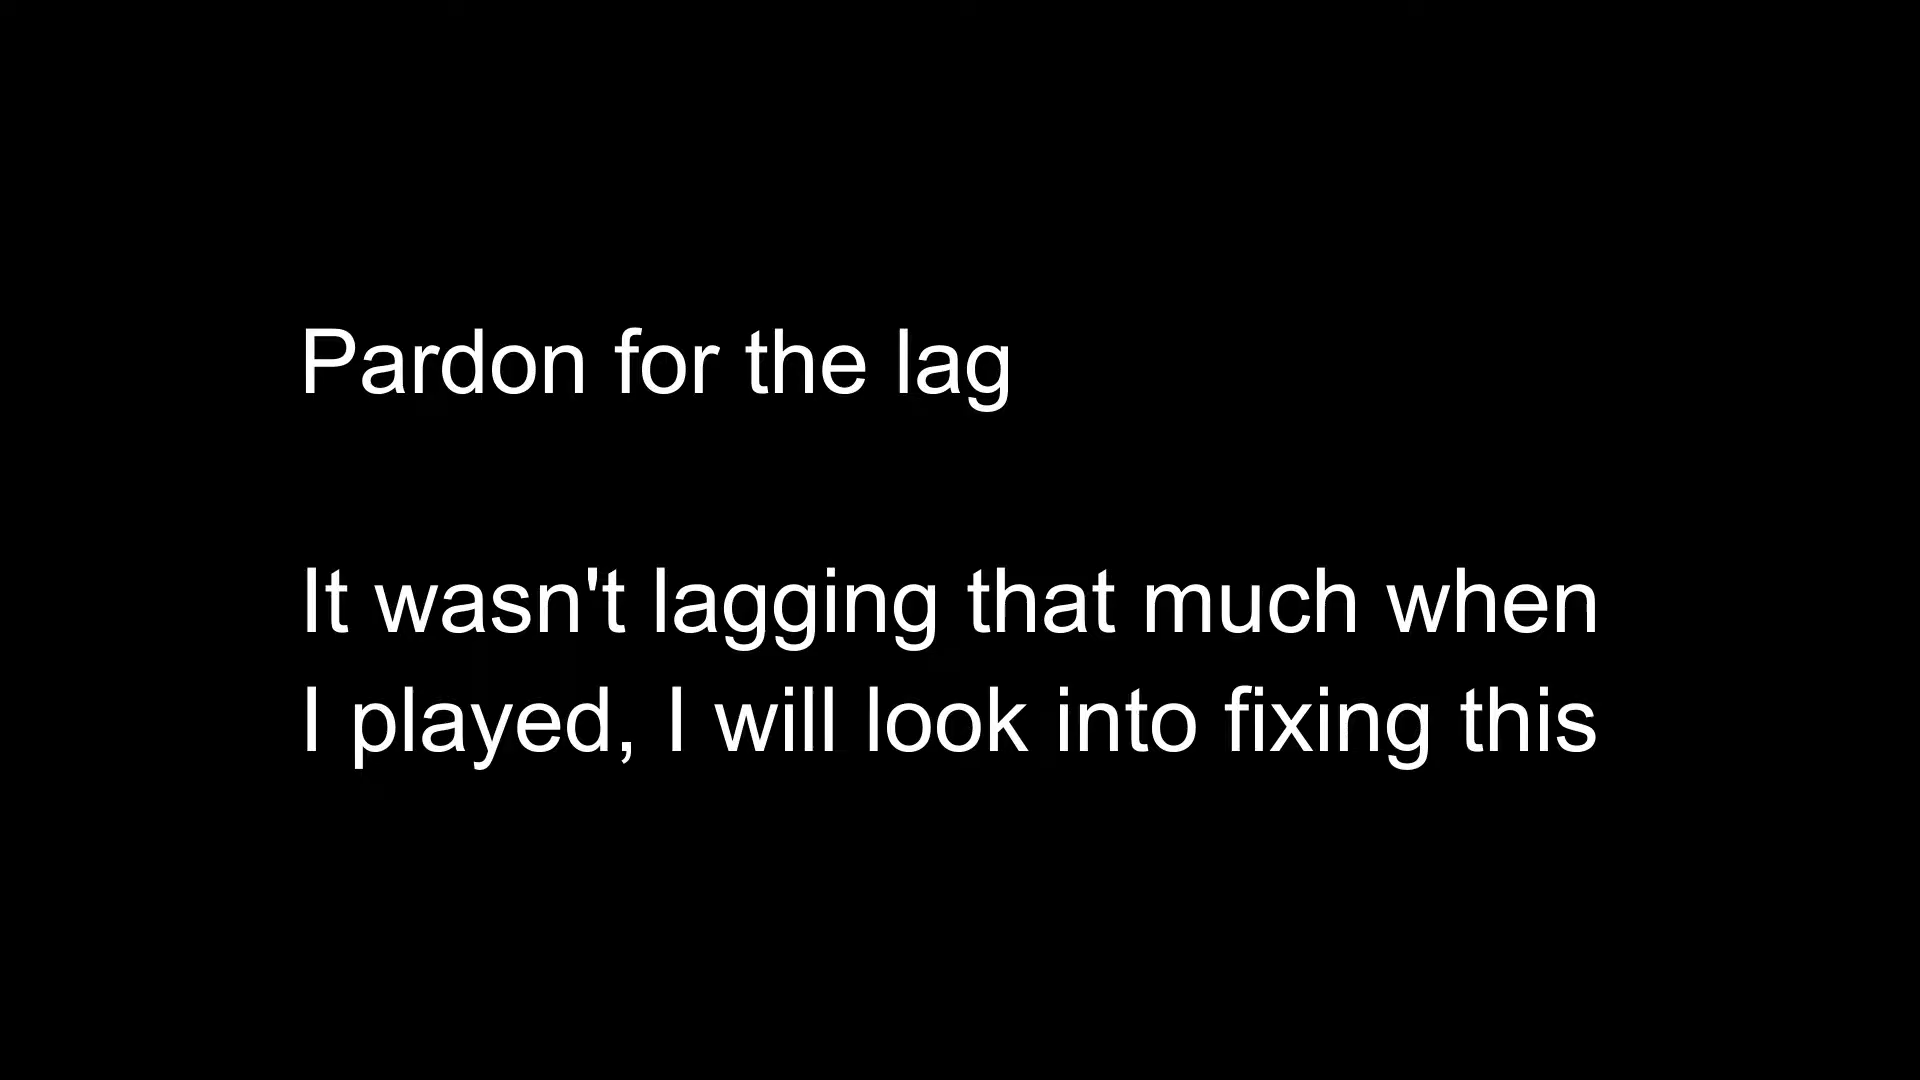 Pardon for the lag
It wasn't lagging that much when
I played, I will look into fixing this